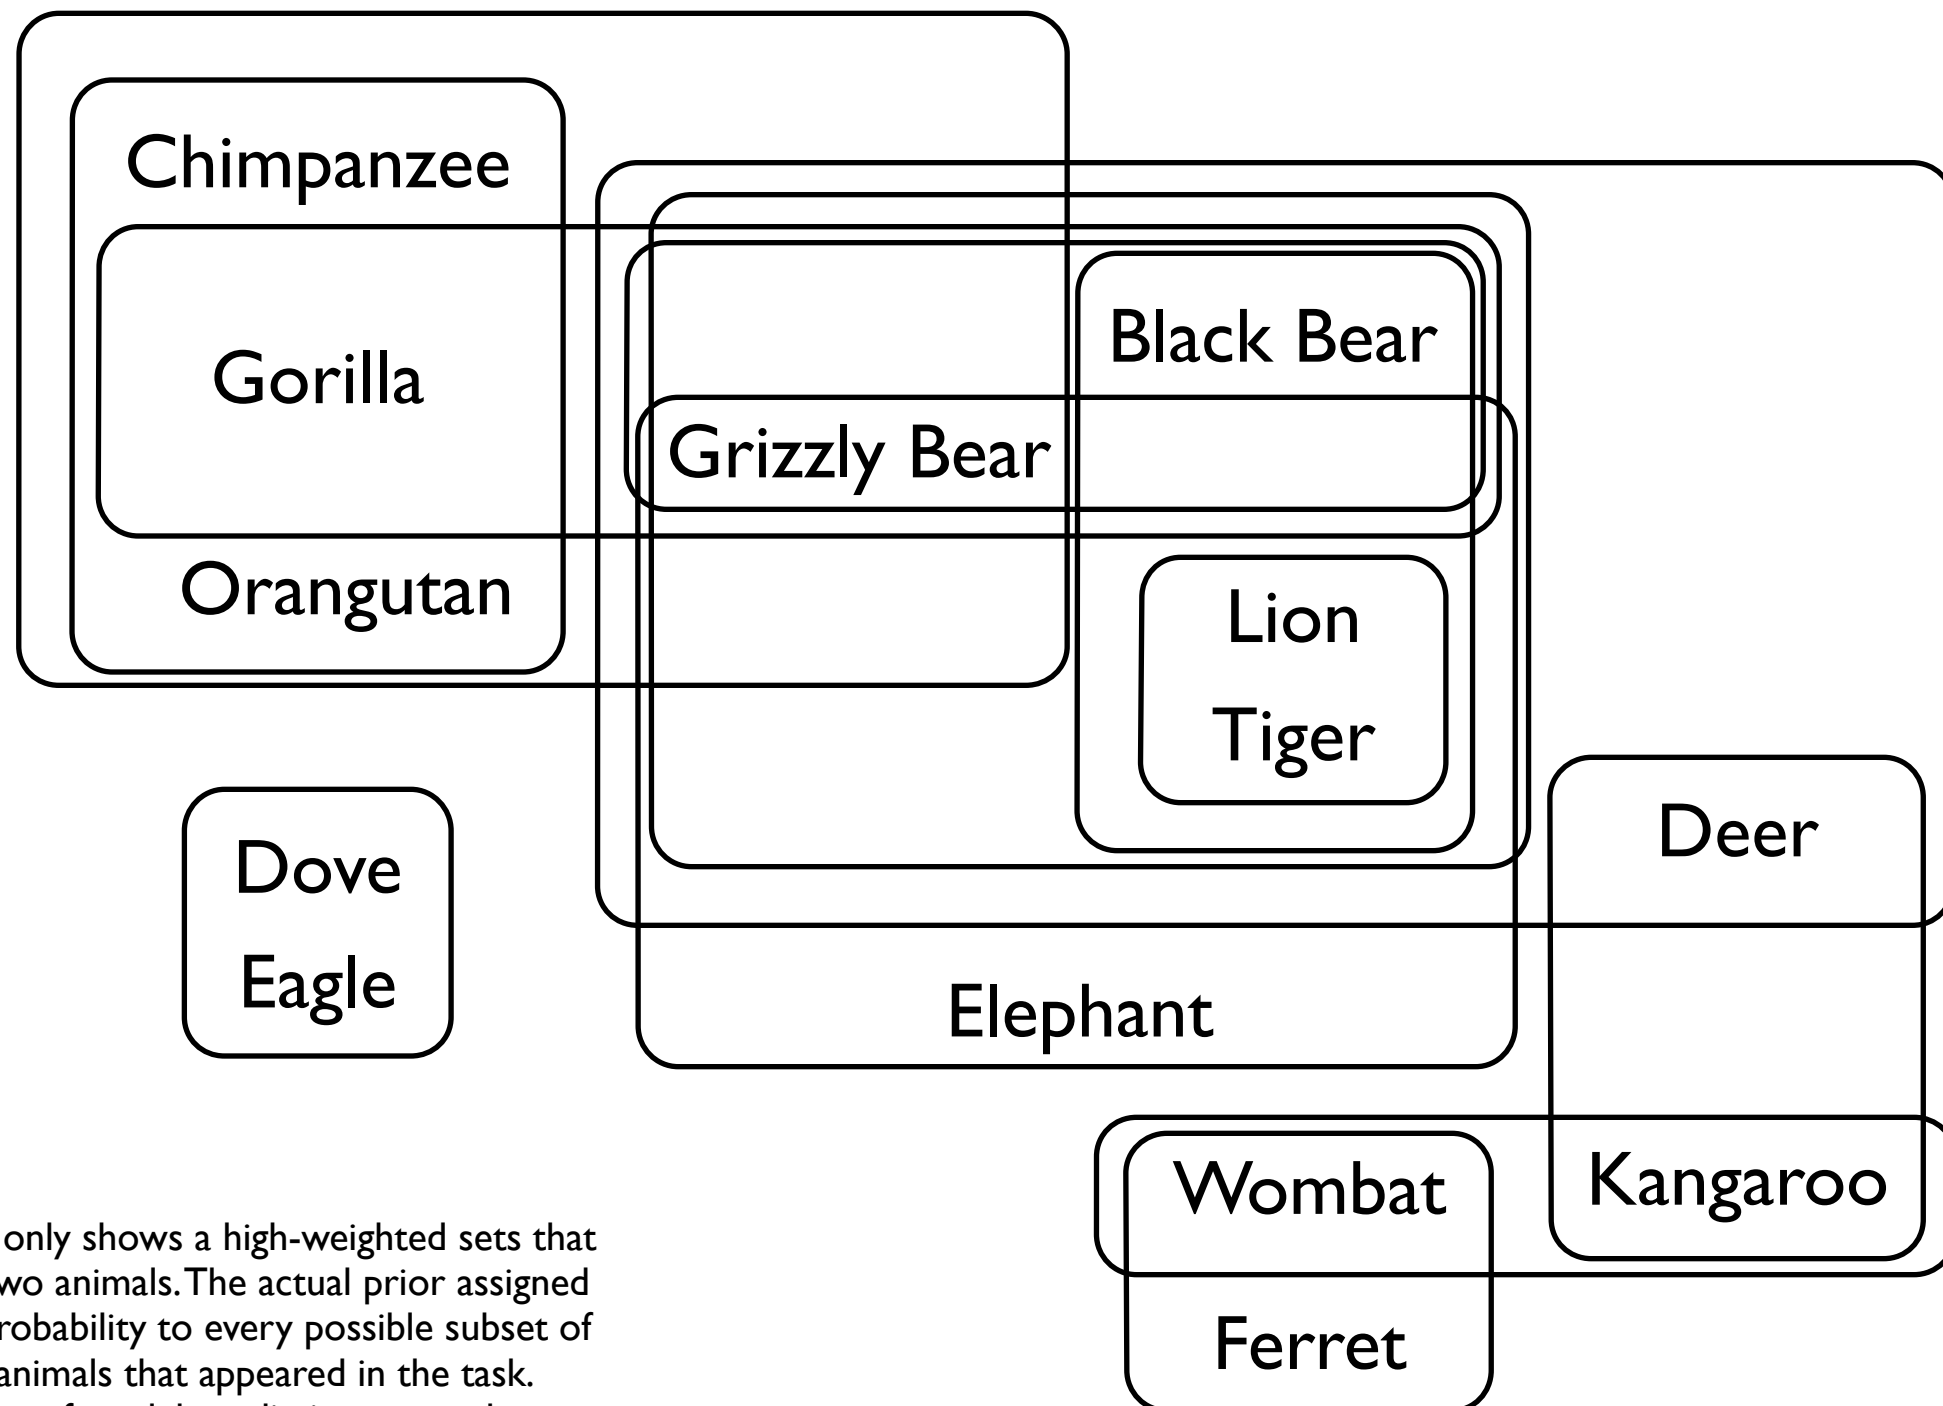 Chimpanzee
Gorilla
Black Bear
Grizzly Bear
Orangutan
Lion
Tiger
Deer
Dove
Eagle
Elephant
Wombat
Kangaroo
Ferret
only shows a high-weighted sets that
two animals. The actual prior assigned
probability to every possible subset of
animals that appeared in the task.